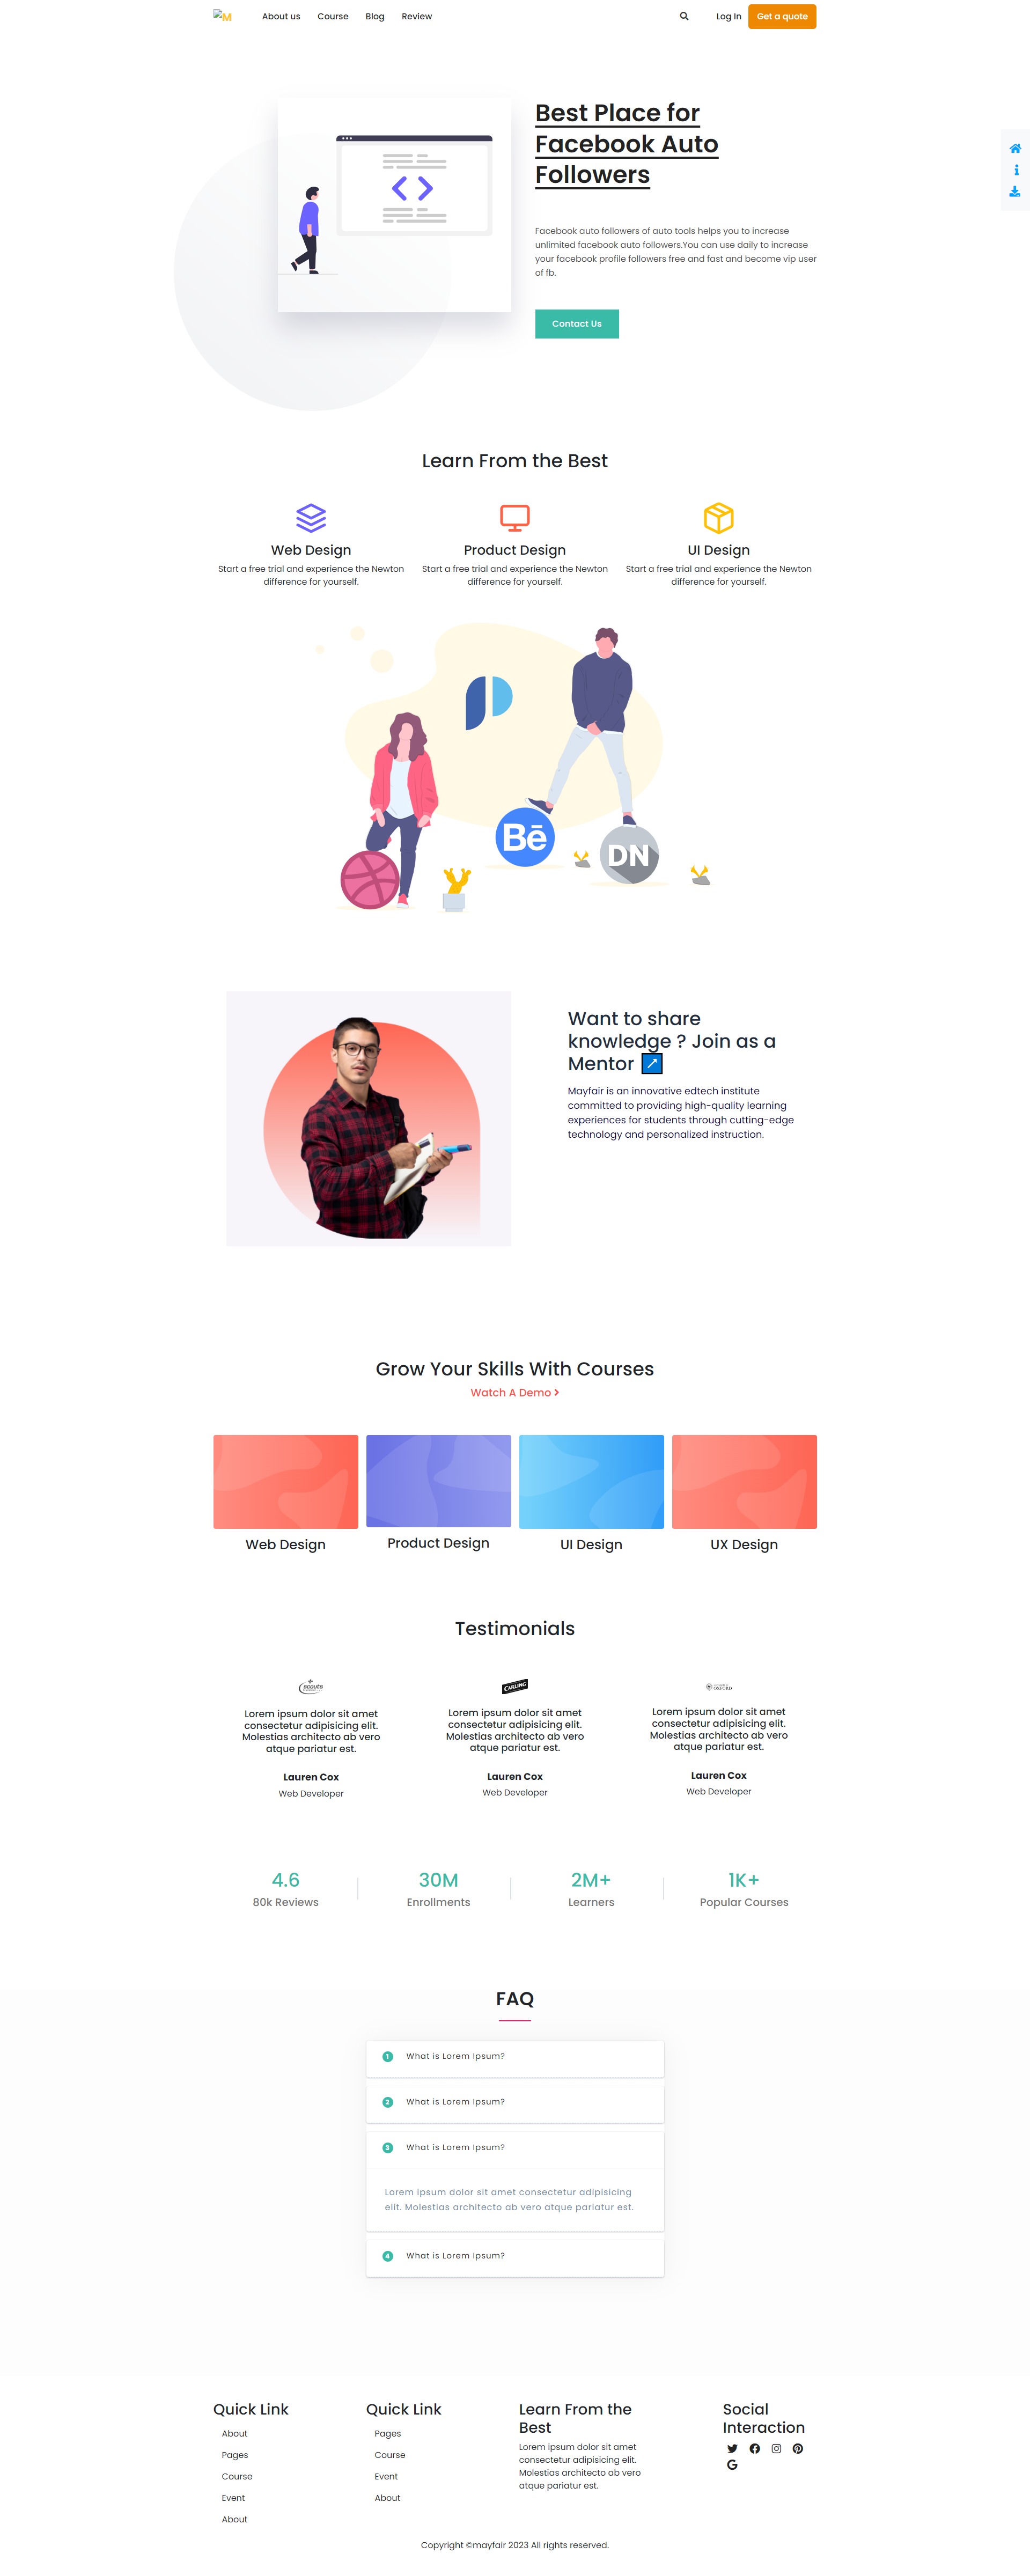 M
About us
Course
Blog
Review
Log In
Get a quote
Best Place for
Facebook Auto
Followers
Facebook auto followers of auto tools helps you to increase
unlimited facebook auto followers.You can use daily to increase
your facebook profile followers free and fast and become vip user
of fb.
Contact Us
Learn From the Best
Web Design
Start a free trial and experience the Newton
difference for yourself.
Product Design
Start a free trial and experience the Newton
difference for yourself.
UI Design
Start a free trial and experience the Newton
difference for yourself.
Bē
DN
Want to share
knowledge ? Join as a
Mentor ↗
Mayfair is an innovative edtech institute
committed to providing high-quality learning
experiences for students through cutting-edge
technology and personalized instruction.
Grow Your Skills With Courses
Watch A Demo >
Web Design
Product Design
UI Design
UX Design
Testimonials
scouts
Lorem ipsum dolor sit amet
consectetur adipisicing elit.
Molestias architecto ab vero
atque pariatur est.
Lauren Cox
Web Developer
CARLING
Lorem ipsum dolor sit amet
consectetur adipisicing elit.
Molestias architecto ab vero
atque pariatur est.
Lauren Cox
Web Developer
OXFORD
Lorem ipsum dolor sit amet
consectetur adipisicing elit.
Molestias architecto ab vero
atque pariatur est.
Lauren Cox
Web Developer
4.6
80k Reviews
30M
Enrollments
2M+
Learners
1K+
Popular Courses
FAQ
1 What is Lorem Ipsum?
2 What is Lorem Ipsum?
3 What is Lorem Ipsum?
Lorem ipsum dolor sit amet consectetur adipisicing
elit. Molestias architecto ab vero atque pariatur est.
4 What is Lorem Ipsum?
Quick Link
About
Pages
Course
Event
About
Quick Link
Pages
Course
Event
About
Learn From the
Best
Lorem ipsum dolor sit amet
consectetur adipisicing elit.
Molestias architecto ab vero
atque pariatur est.
Social
Interaction
Copyright ©mayfair 2023 All rights reserved.